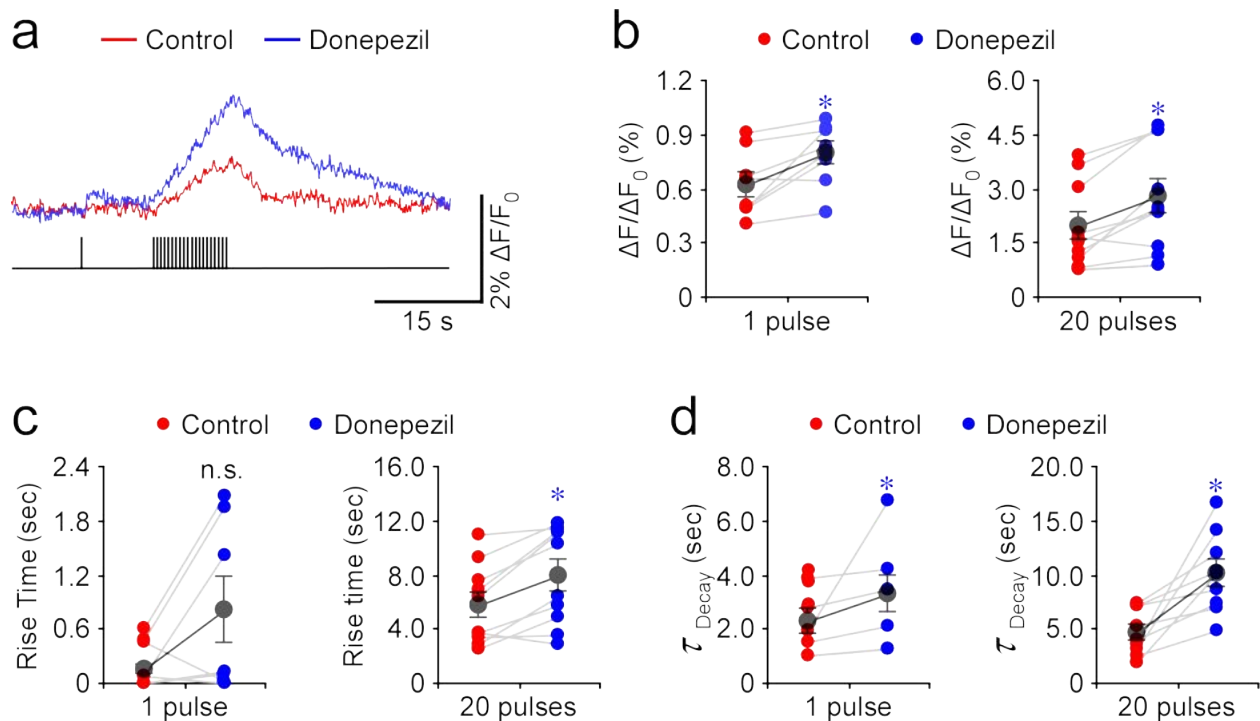 a
Control
Donepezil
2% ΔF/F₀
15 s
b
Control
Donepezil
ΔF/ΔF₀ (%)
1.2
0.9
0.6
0.3
0
*
1 pulse
ΔF/ΔF₀ (%)
6.0
4.5
3.0
1.5
0
*
20 pulses
c
Control
Donepezil
Rise Time (sec)
2.4
1.8
1.2
0.6
0
n.s.
1 pulse
Rise time (sec)
16.0
12.0
8.0
4.0
0
*
20 pulses
d
Control
Donepezil
τ Decay (sec)
8.0
6.0
4.0
2.0
0
*
1 pulse
τ Decay (sec)
20.0
15.0
10.0
5.0
0
*
20 pulses